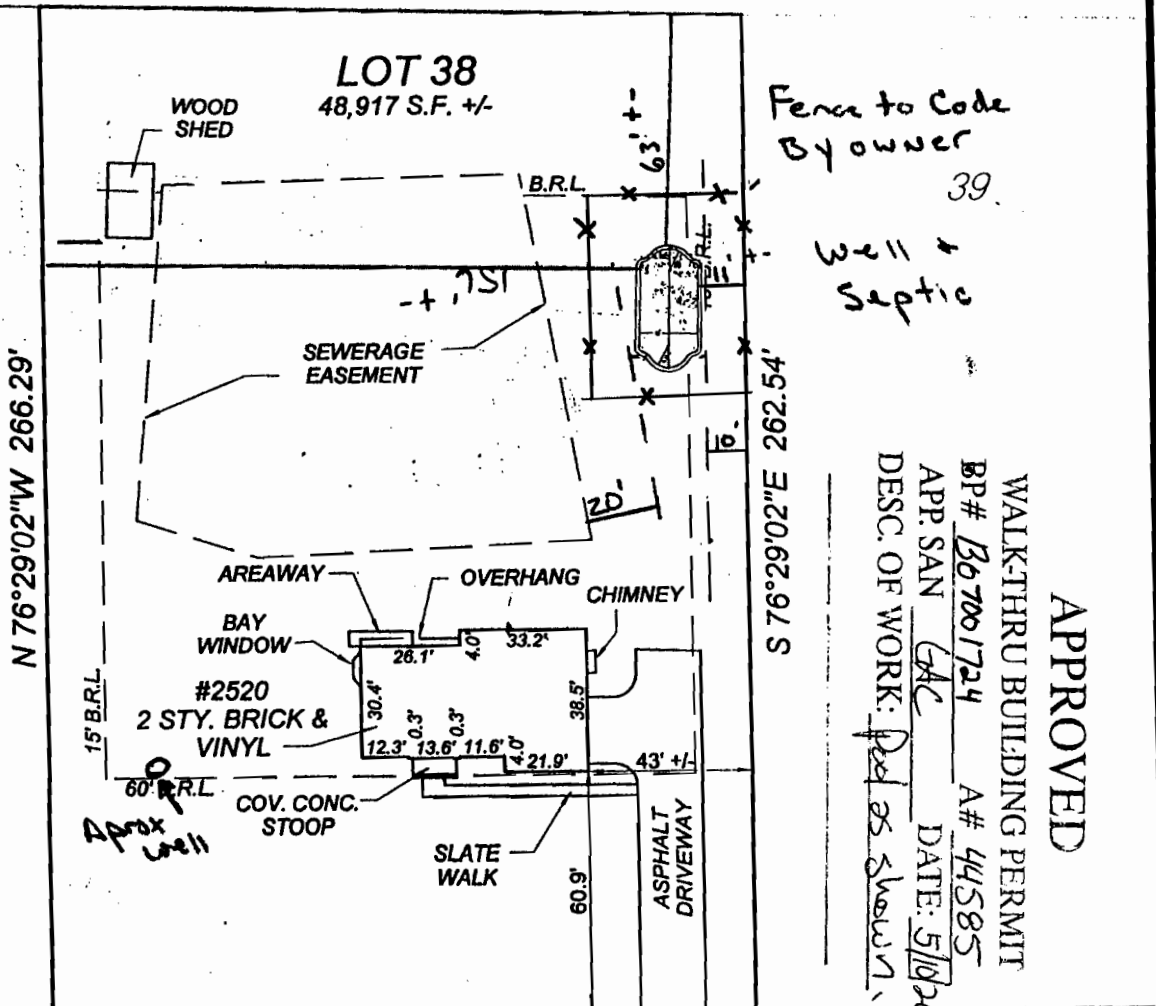 LOT 38
48,917 S.F. +/-
WOOD
SHED
63' +-
Fence to Code
By owner
39.
B.R.L.
well +
Septic
B.R.L.
11' +-
157' +-
SEWERAGE
EASEMENT
N 76°29'02"W 266.29'
S 76°29'02"E 262.54'
10'
20'
AREAWAY
OVERHANG
CHIMNEY
BAY
WINDOW
26.1'
4.0'
33.2'
#2520
2 STY. BRICK &
VINYL
30.4'
0.3'
0.3'
38.5'
12.3'
13.6'
11.6'
4.0'
21.9'
43' +/-
15' B.R.L.
60' B.R.L.
Aprox
well
COV. CONC.
STOOP
SLATE
WALK
60.9'
ASPHALT
DRIVEWAY
APPROVED
WALK-THRU BUILDING PERMIT
BP# B07001724 A# 44585
APP. SAN GAC DATE: 5/10/2
DESC. OF WORK: Pool as shown.